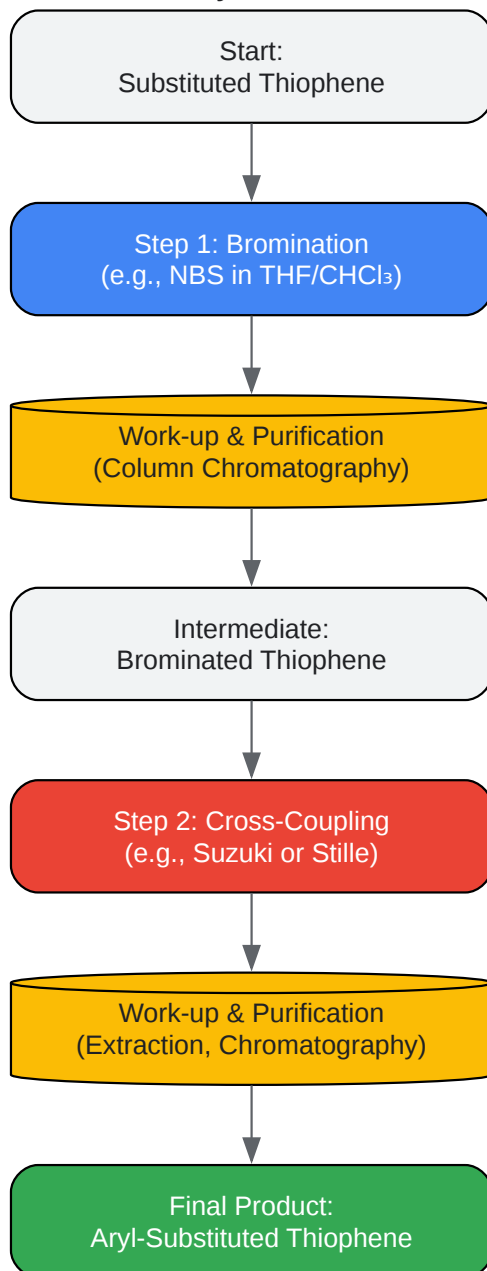 Start:
Substituted Thiophene
Step 1: Bromination
(e.g., NBS in THF/CHCl₃)
Work-up & Purification
(Column Chromatography)
Intermediate:
Brominated Thiophene
Step 2: Cross-Coupling
(e.g., Suzuki or Stille)
Work-up & Purification
(Extraction, Chromatography)
Final Product:
Aryl-Substituted Thiophene